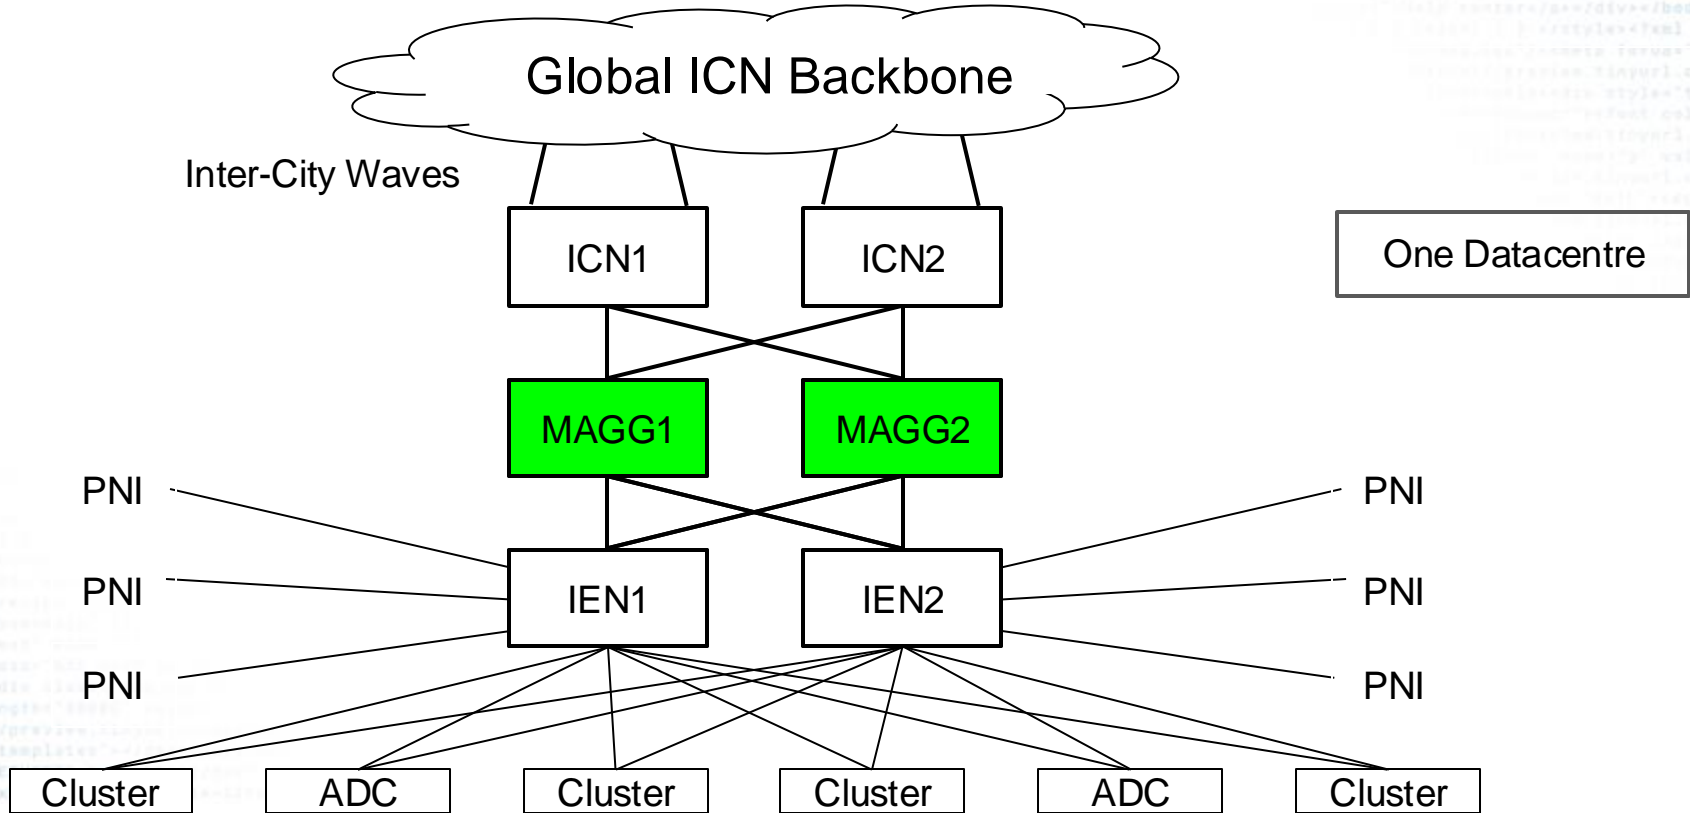 Global ICN Backbone
Inter-City Waves
ICN1
ICN2
One Datacentre
MAGG1
MAGG2
PNI
PNI
IEN1
IEN2
PNI
PNI
PNI
PNI
Cluster
ADC
Cluster
Cluster
ADC
Cluster